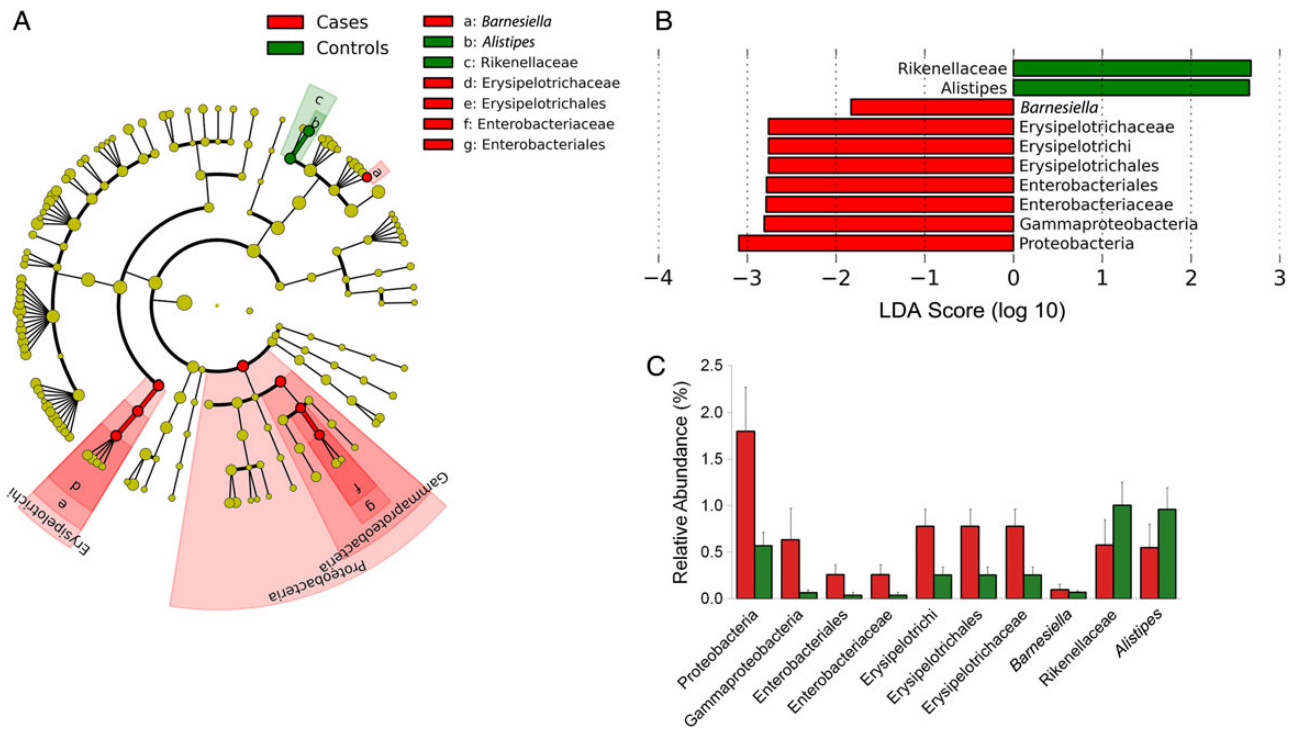 A
Cases
Controls
a: Barnesiella
b: Alistipes
c: Rikenellaceae
d: Erysipelotrichaceae
e: Erysipelotrichales
f: Enterobacteriaceae
g: Enterobacteriales
c
b
a
d
e
Erysipelotrichi
f
g
Gammaproteobacteria
Proteobacteria
B
Rikenellaceae
Alistipes
Barnesiella
Erysipelotrichaceae
Erysipelotrichi
Erysipelotrichales
Enterobacteriales
Enterobacteriaceae
Gammaproteobacteria
Proteobacteria
−4 −3 −2 −1 0 1 2 3
LDA Score (log 10)
C
Relative Abundance (%)
2.5
2.0
1.5
1.0
0.5
0.0
Proteobacteria
Gammaproteobacteria
Enterobacteriales
Enterobacteriaceae
Erysipelotrichi
Erysipelotrichales
Erysipelotrichaceae
Barnesiella
Rikenellaceae
Alistipes